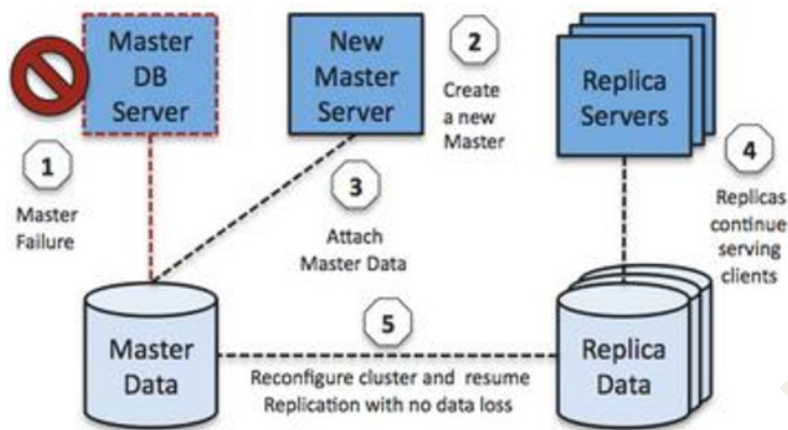 Master
DB
Server
New
Master
Server
2
Create
a new
Master
Replica
Servers
1
Master
Failure
3
Attach
Master Data
4
Replicas
continue
serving
clients
Master
Data
5
Reconfigure cluster and resume
Replication with no data loss
Replica
Data